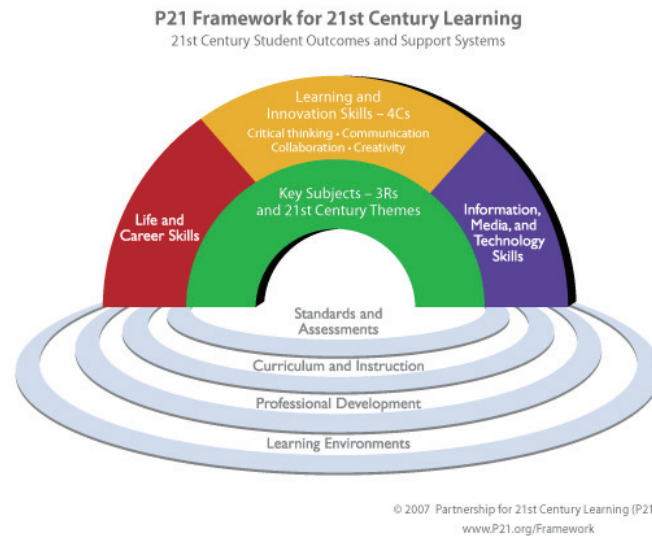 P21 Framework for 21st Century Learning
21st Century Student Outcomes and Support Systems
Learning and
Innovation Skills – 4Cs
Critical thinking • Communication
Collaboration • Creativity
Key Subjects – 3Rs
and 21st Century Themes
Life and
Career Skills
Information,
Media, and
Technology
Skills
Standards and
Assessments
Curriculum and Instruction
Professional Development
Learning Environments
© 2007 Partnership for 21st Century Learning (P21
www.P21.org/Framework